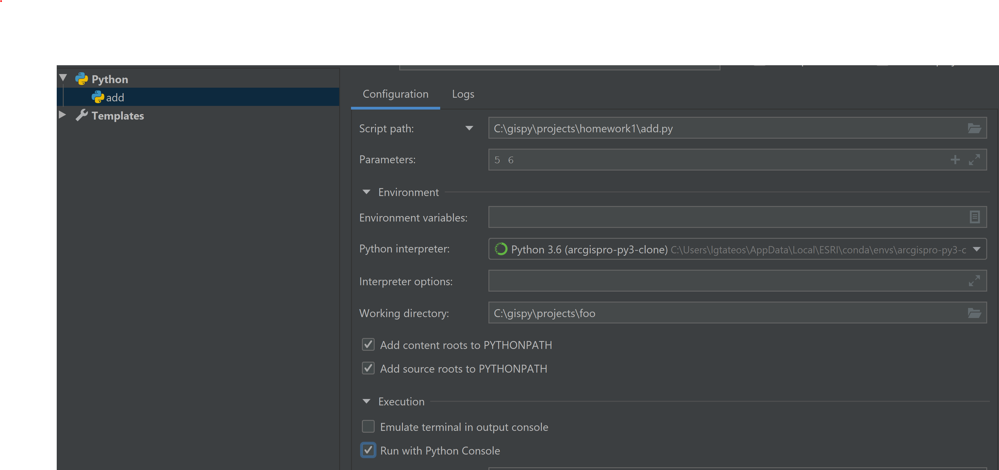 Python
add
Templates
Configuration Logs
Script path: C:\gispy\projects\homework1\add.py
Parameters: 5 6
Environment
Environment variables:
Python interpreter: Python 3.6 (arcgispro-py3-clone) C:\Users\lgtateos\AppData\Local\ESRI\conda\envs\arcgispro-py3-c
Interpreter options:
Working directory: C:\gispy\projects\foo
Add content roots to PYTHONPATH
Add source roots to PYTHONPATH
Execution
Emulate terminal in output console
Run with Python Console